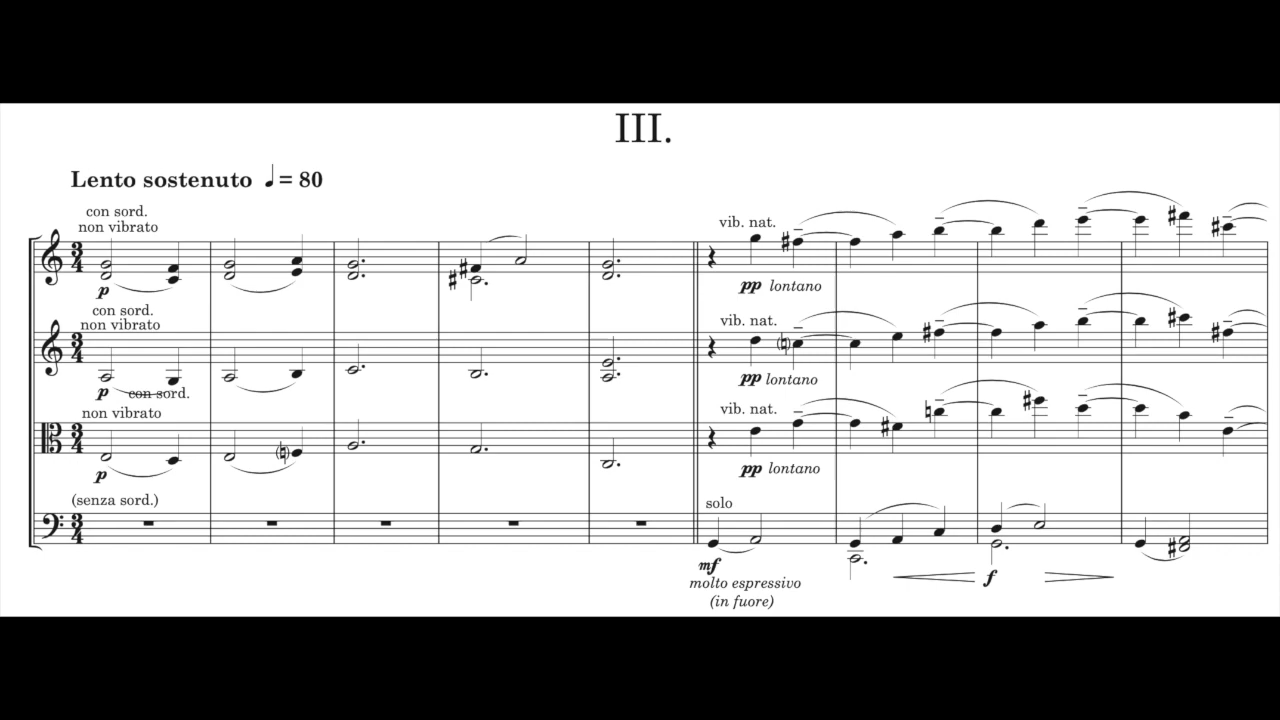 III.
Lento sostenuto ♩ = 80
con sord.
non vibrato
p
vib. nat.
pp lontano
con sord.
non vibrato
p
vib. nat.
pp lontano
con sord.
non vibrato
p
vib. nat.
pp lontano
(senza sord.)
solo
mf
f
molto espressivo
(in fuore)